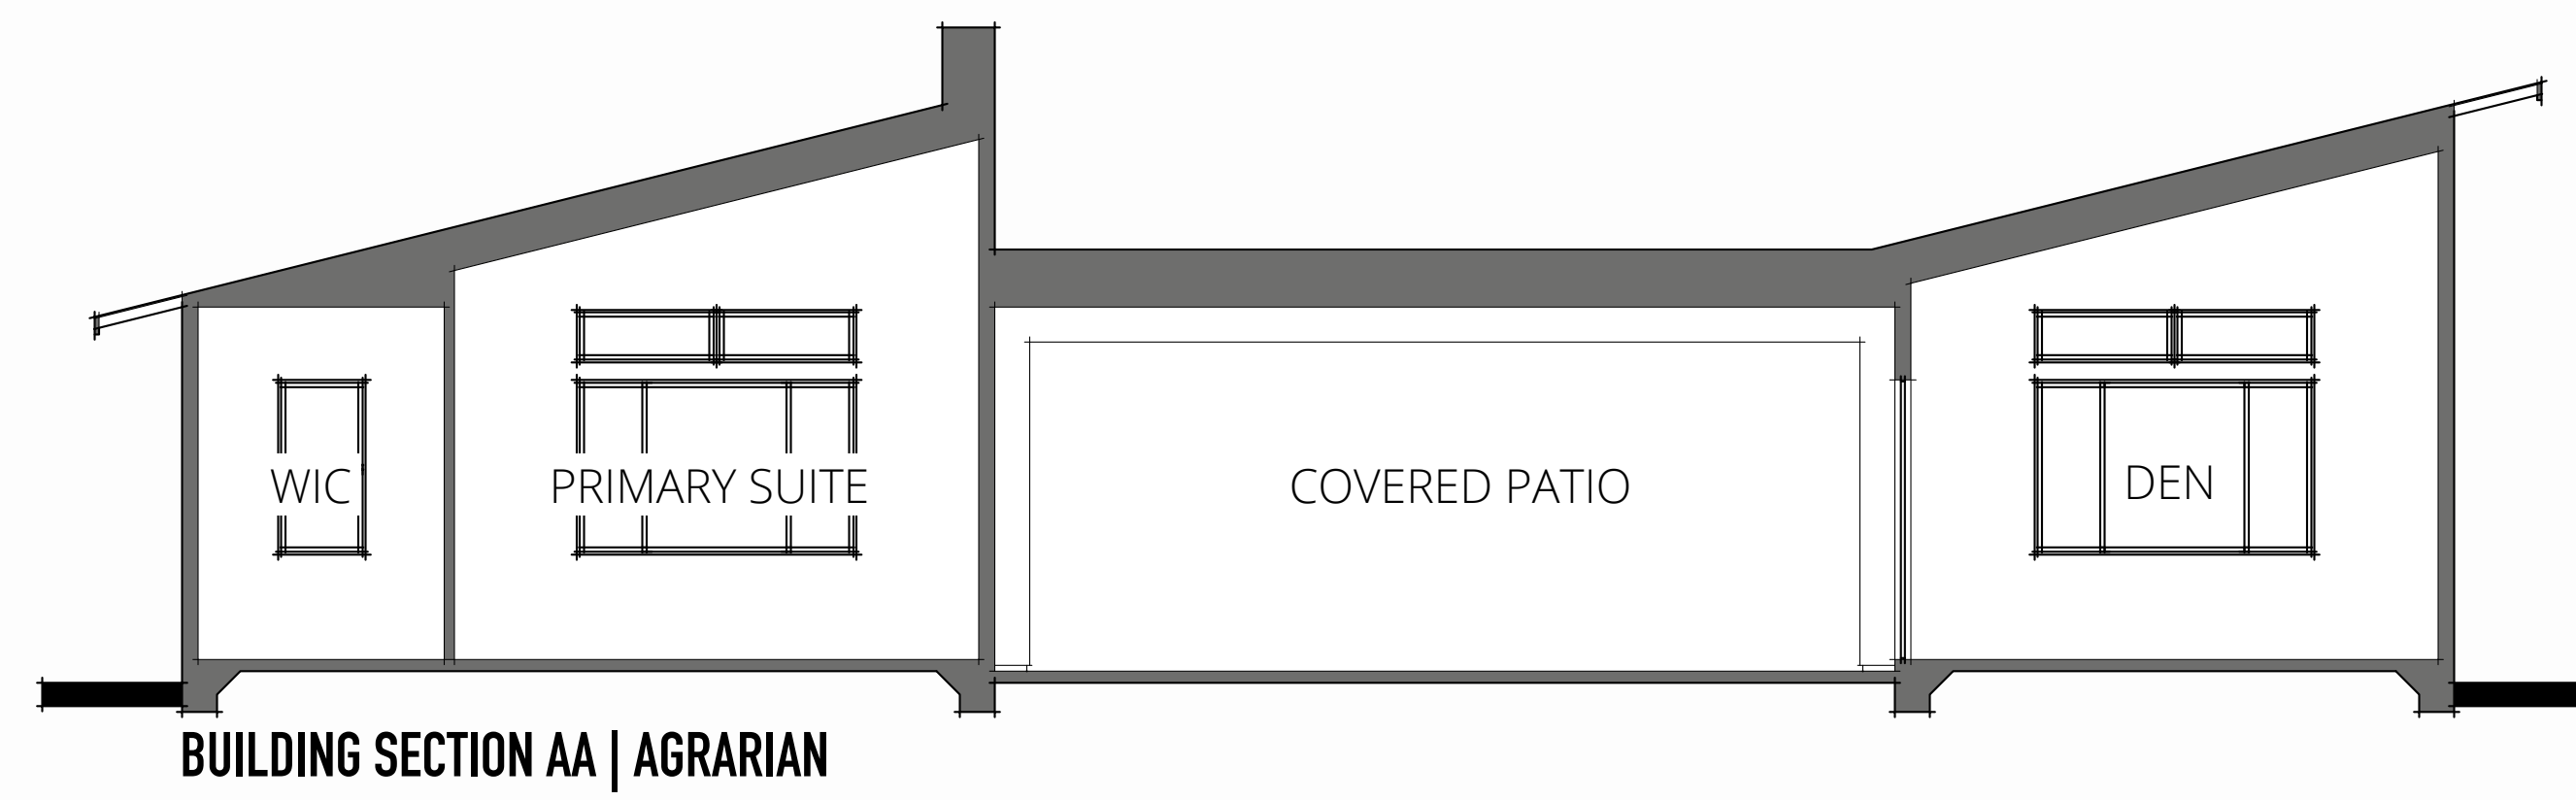 WIC
PRIMARY SUITE
COVERED PATIO
DEN
BUILDING SECTION AA | AGRARIAN